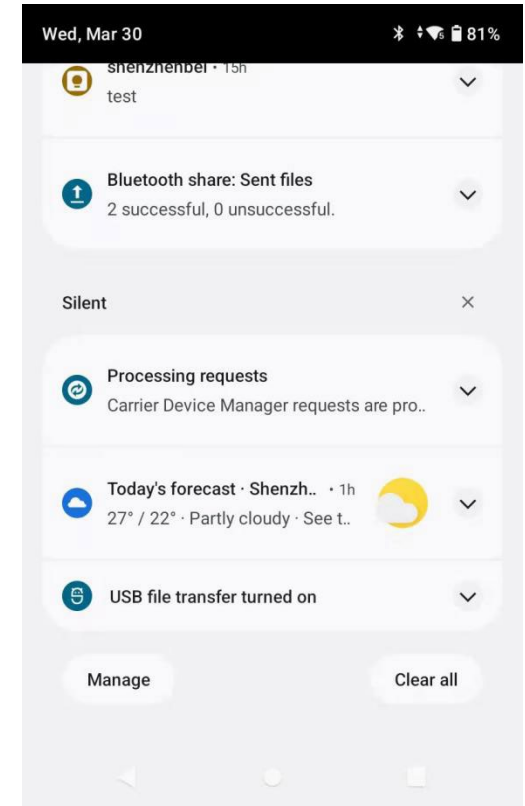 Wed, Mar 30 81%
shenzhenbei • 15h
test
Bluetooth share: Sent files
2 successful, 0 unsuccessful.
Silent
Processing requests
Carrier Device Manager requests are pro..
Today's forecast · Shenzh.. • 1h
27° / 22° · Partly cloudy · See t..
USB file transfer turned on
Manage Clear all